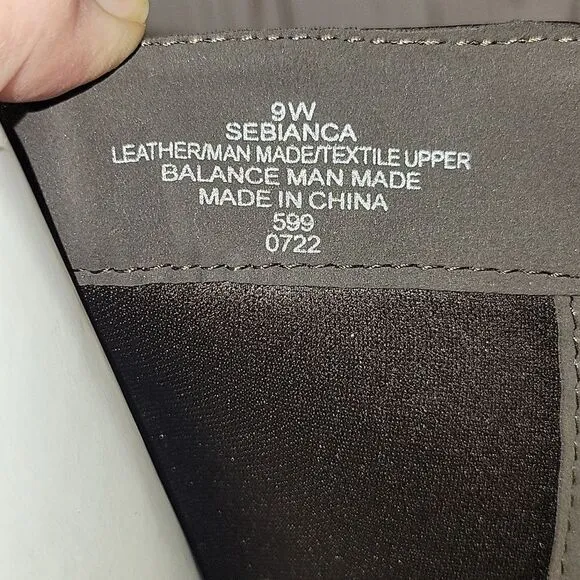 9W
SEBIANCA
LEATHER/MAN MADE/TEXTILE UPPER
BALANCE MAN MADE
MADE IN CHINA
599
0722